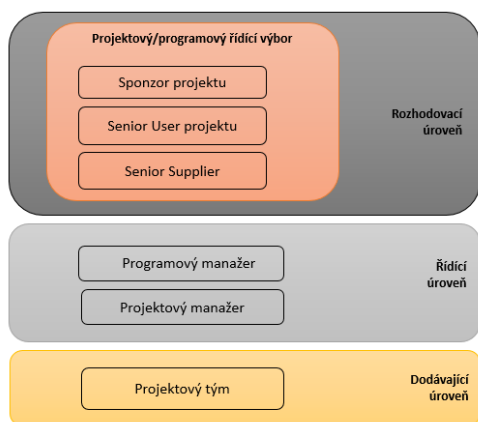 Projektový/programový řídící výbor
Sponzor projektu
Senior User projektu
Senior Supplier
Rozhodovací
úroveň
Programový manažer
Projektový manažer
Řídící
úroveň
Projektový tým
Dodávající
úroveň